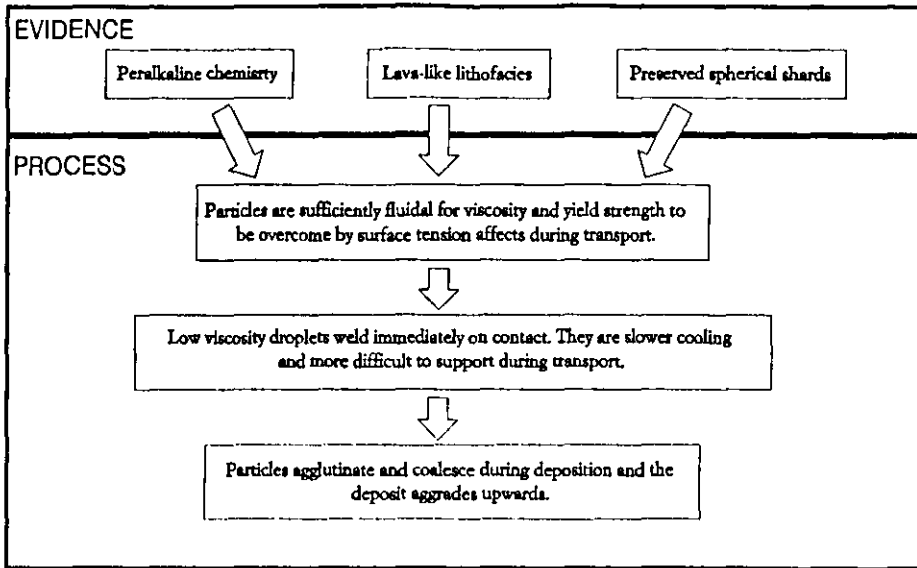 EVIDENCE
Peralkaline chemisrty
Lava-like lithofacies
Preserved spherical shards
PROCESS
Particles are sufficiently fluidal for viscosity and yield strength to
be overcome by surface tension affects during transport.
Low viscosity droplets weld immediately on contact. They are slower cooling
and more difficult to support during transport.
Particles agglutinate and coalesce during deposition and the
deposit aggrades upwards.